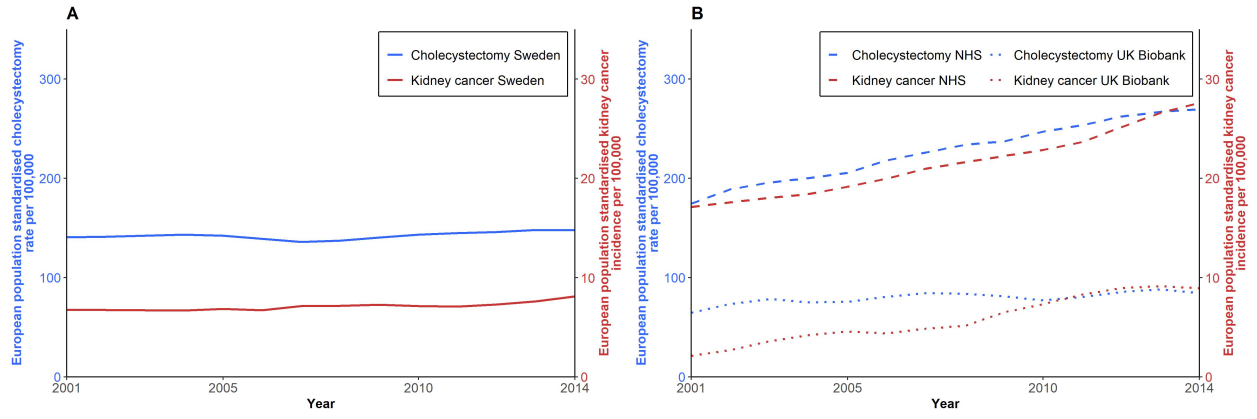 A
European population standardised cholecystectomy
rate per 100,000
300
200
100
0
Cholecystectomy Sweden
Kidney cancer Sweden
30
20
10
0
European population standardised kidney cancer
incidence per 100,000
2001
2005
2010
2014
Year
B
European population standardised cholecystectomy
rate per 100,000
300
200
100
0
Cholecystectomy NHS
Cholecystectomy UK Biobank
Kidney cancer NHS
Kidney cancer UK Biobank
30
20
10
0
European population standardised kidney cancer
incidence per 100,000
2001
2005
2010
2014
Year